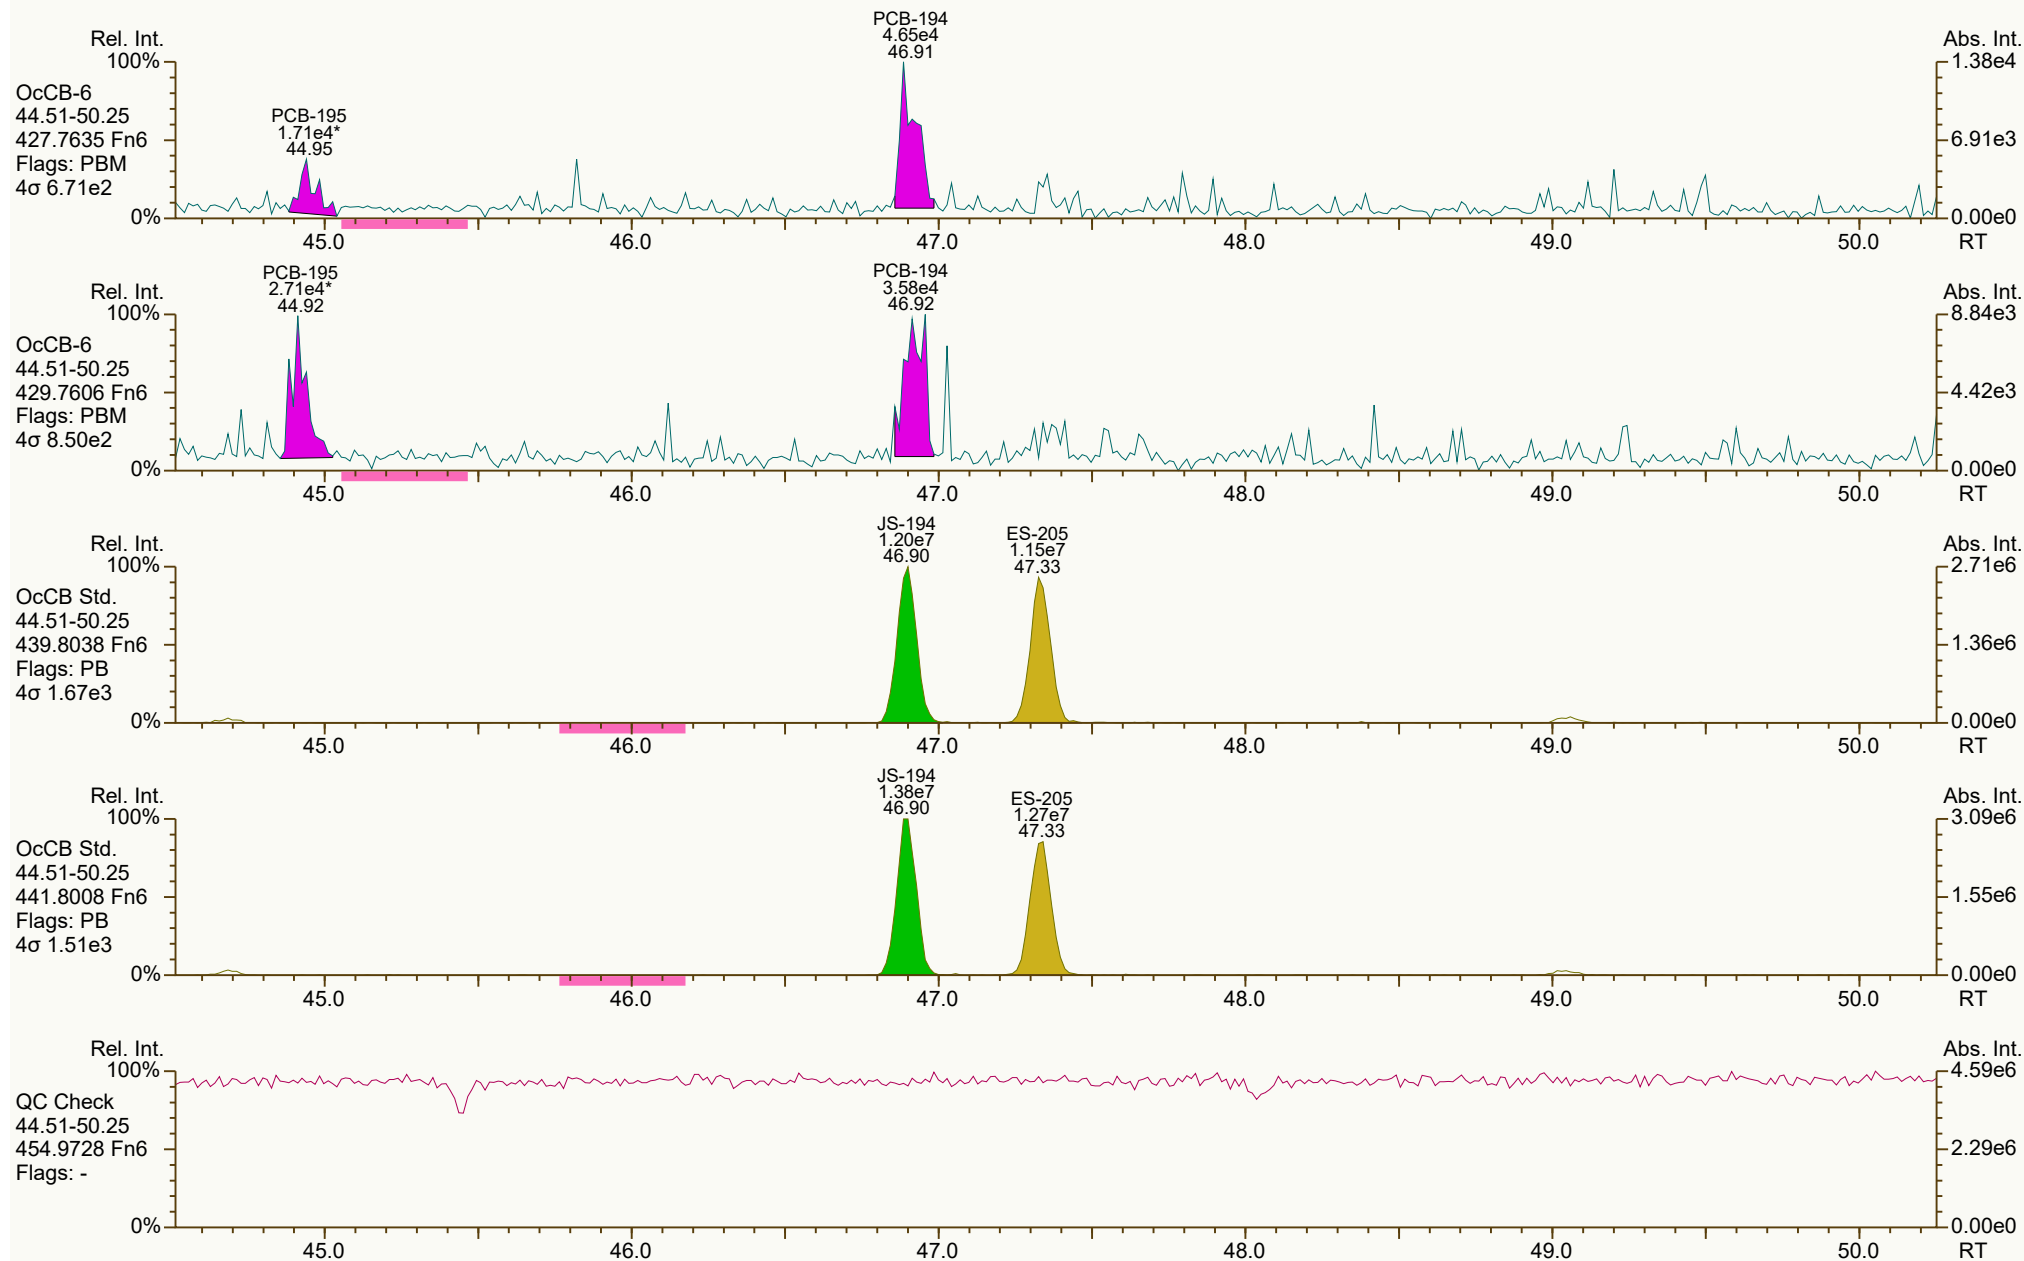 PCB-194
4.65e4
46.91
Rel. Int.
Abs. Int.
100%
1.38e4
OcCB-6
44.51-50.25
427.7635 Fn6
Flags: PBM
4σ 6.71e2
PCB-195
1.71e4*
44.95
6.91e3
0%
0.00e0
45.0 46.0 47.0 48.0 49.0 50.0 RT
PCB-195
2.71e4*
44.92
PCB-194
3.58e4
46.92
Rel. Int.
Abs. Int.
100%
8.84e3
OcCB-6
44.51-50.25
429.7606 Fn6
Flags: PBM
4σ 8.50e2
4.42e3
0%
0.00e0
45.0 46.0 47.0 48.0 49.0 50.0 RT
JS-194
1.20e7
46.90
ES-205
1.15e7
47.33
Rel. Int.
Abs. Int.
100%
2.71e6
OcCB Std.
44.51-50.25
439.8038 Fn6
Flags: PB
4σ 1.67e3
1.36e6
0%
0.00e0
45.0 46.0 47.0 48.0 49.0 50.0 RT
JS-194
1.38e7
46.90
ES-205
1.27e7
47.33
Rel. Int.
Abs. Int.
100%
3.09e6
OcCB Std.
44.51-50.25
441.8008 Fn6
Flags: PB
4σ 1.51e3
1.55e6
0%
0.00e0
45.0 46.0 47.0 48.0 49.0 50.0 RT
Rel. Int.
Abs. Int.
100%
4.59e6
QC Check
44.51-50.25
454.9728 Fn6
Flags: -
2.29e6
0%
0.00e0
45.0 46.0 47.0 48.0 49.0 50.0 RT